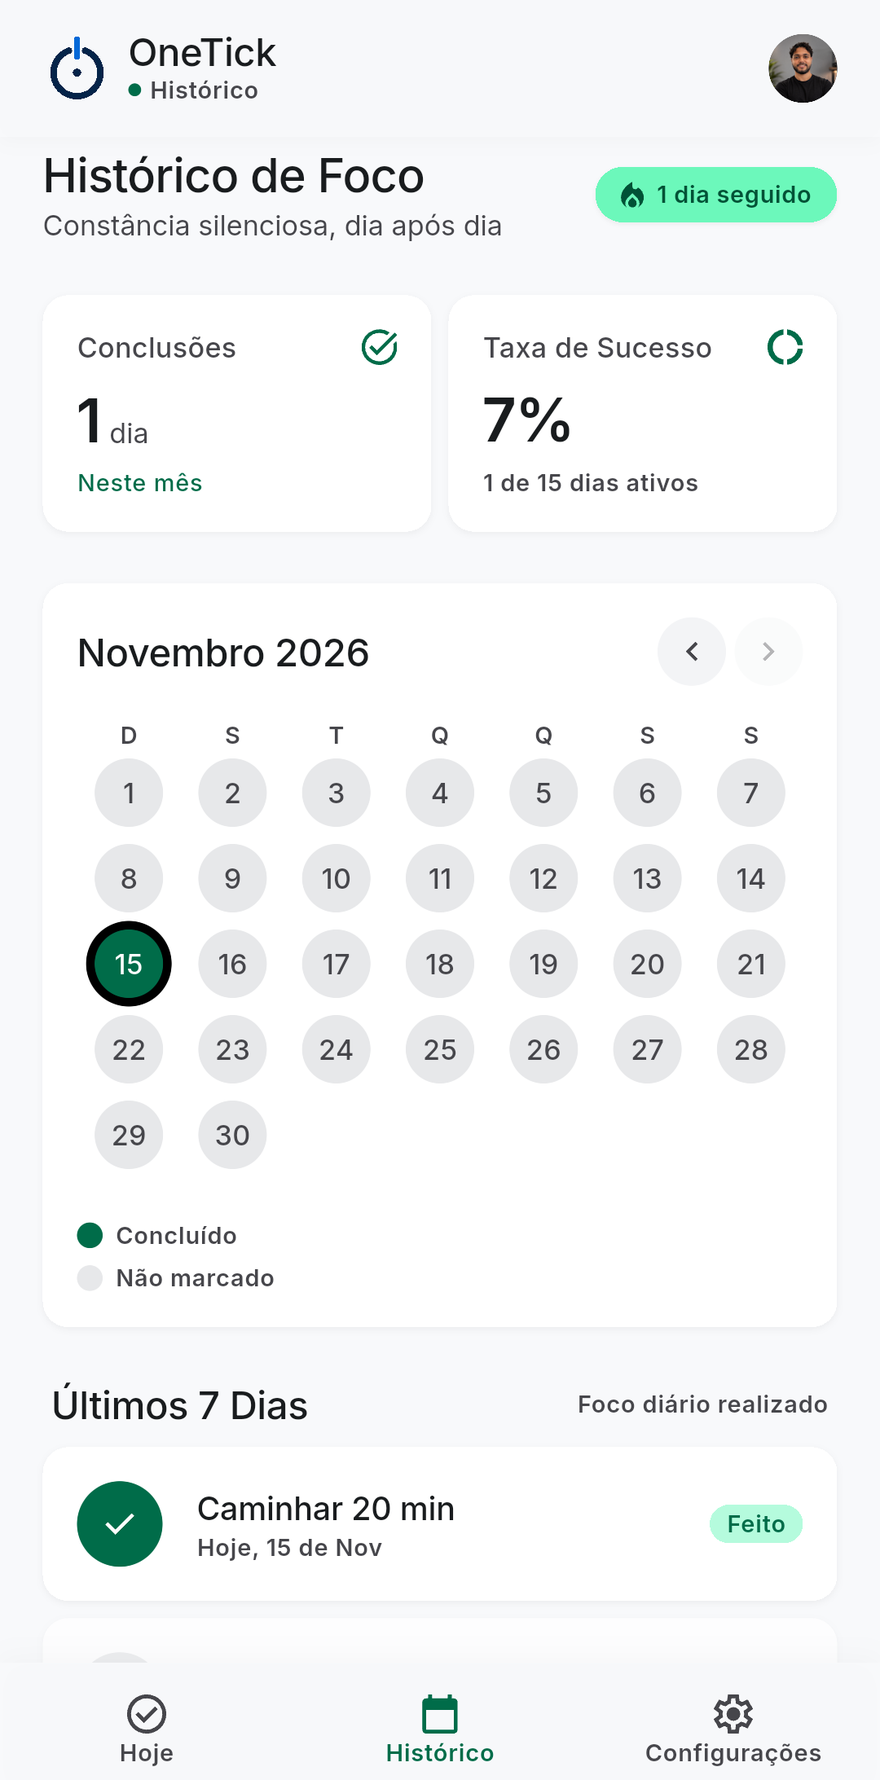 OneTick
Histórico
Histórico de Foco
1 dia seguido
Constância silenciosa, dia após dia
Conclusões
1 dia
Neste mês
Taxa de Sucesso
7%
1 de 15 dias ativos
Novembro 2026
D S T Q Q S S
1 2 3 4 5 6 7
8 9 10 11 12 13 14
15 16 17 18 19 20 21
22 23 24 25 26 27 28
29 30
Concluído
Não marcado
Últimos 7 Dias
Foco diário realizado
Caminhar 20 min
Hoje, 15 de Nov
Feito
Hoje
Histórico
Configurações